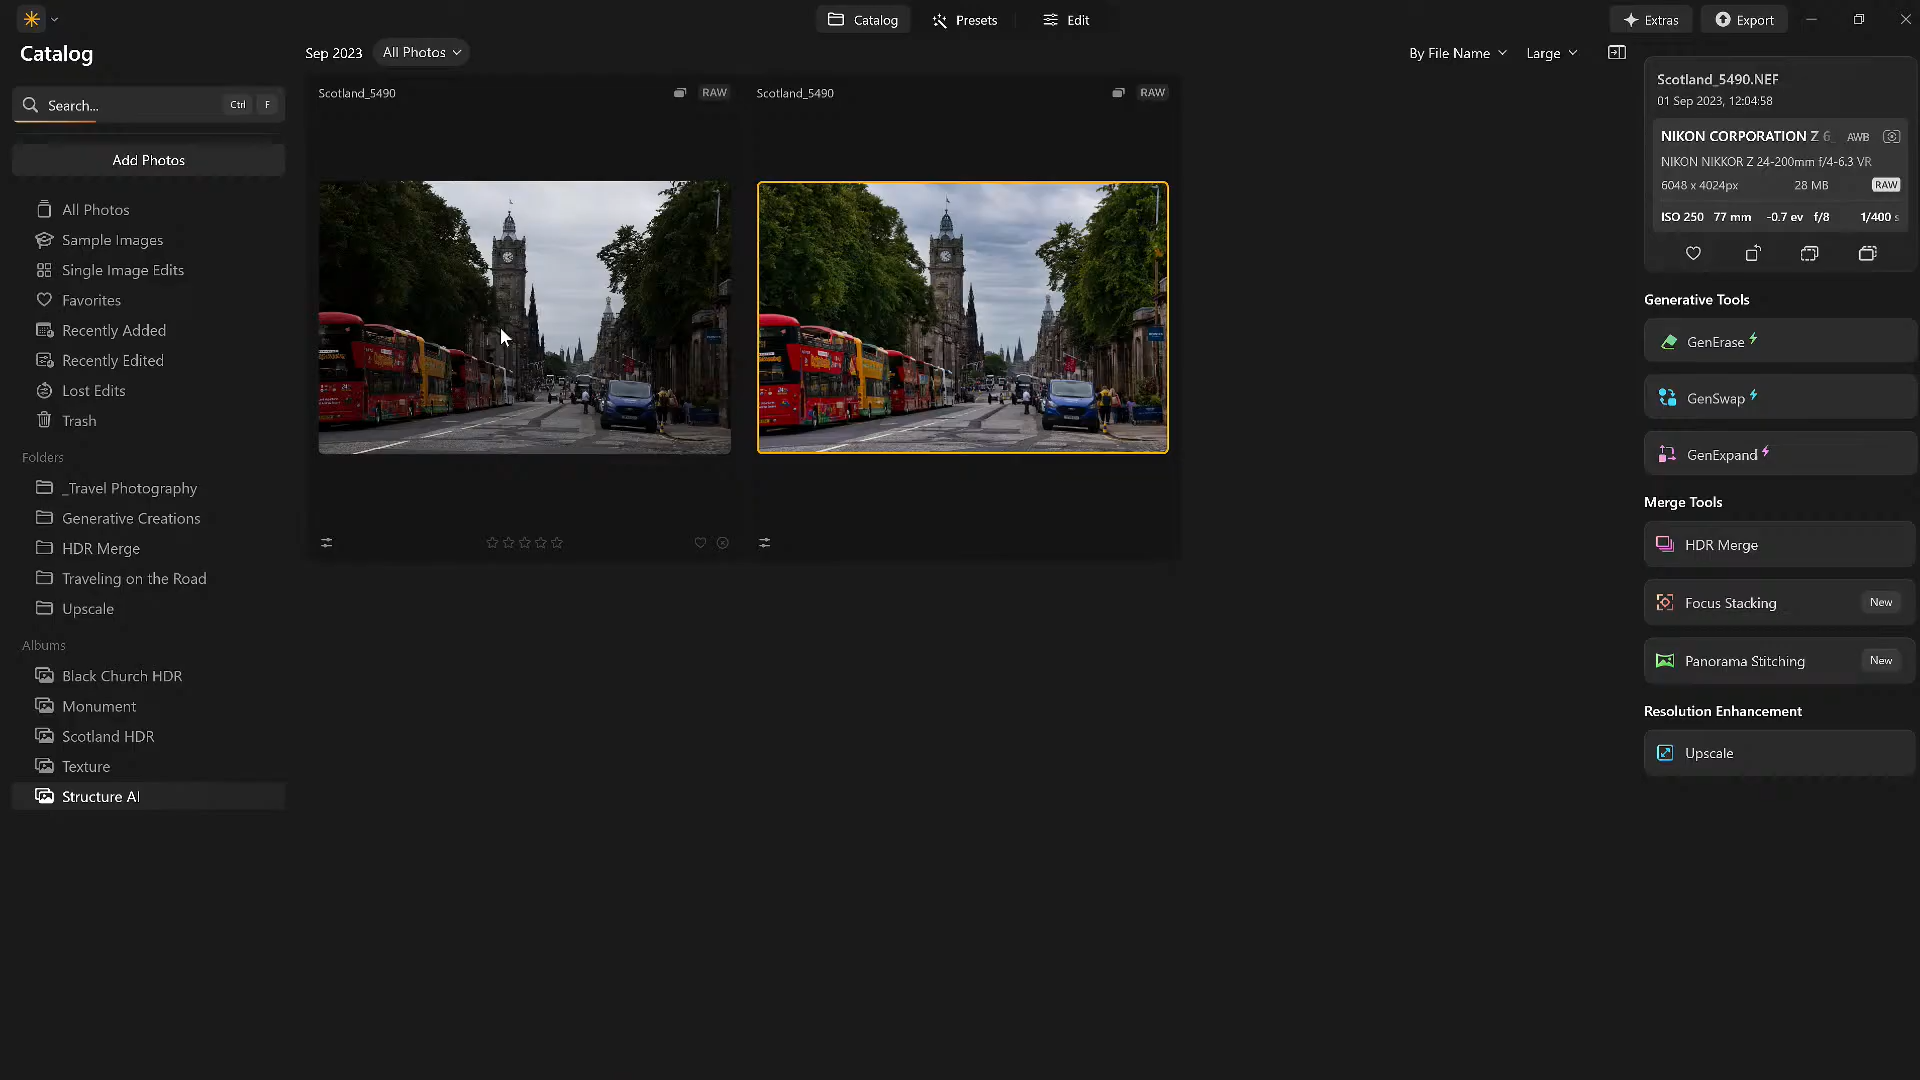 Catalog
Presets
Edit
Extras
Export
Catalog
Sep 2023
All Photos
By File Name
Large
Search...
Ctrl
F
Add Photos
All Photos
Sample Images
Single Image Edits
Favorites
Recently Added
Recently Edited
Lost Edits
Trash
Folders
_Travel Photography
Generative Creations
HDR Merge
Traveling on the Road
Upscale
Albums
Black Church HDR
Monument
Scotland HDR
Texture
Structure AI
Scotland_5490
RAW
Scotland_5490
RAW
Scotland_5490.NEF
01 Sep 2023, 12:04:58
NIKON CORPORATION Z 6_ AWB
NIKON NIKKOR Z 24-200mm f/4-6.3 VR
6048 x 4024px 28 MB RAW
ISO 250 77 mm -0.7 ev f/8 1/400 s
Generative Tools
GenErase
GenSwap
GenExpand
Merge Tools
HDR Merge
Focus Stacking New
Panorama Stitching New
Resolution Enhancement
Upscale